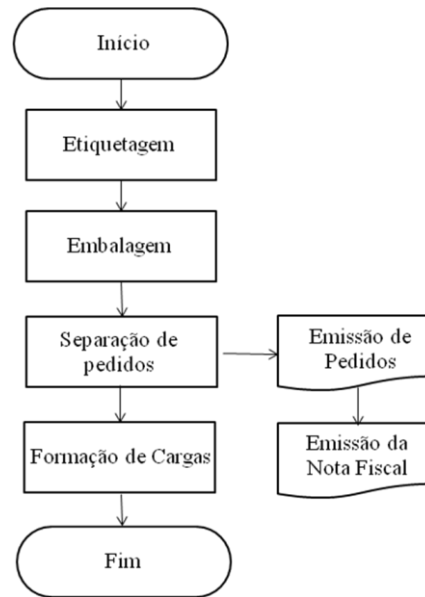 Início
Etiquetagem
Embalagem
Separação de
pedidos
Emissão de
Pedidos
Formação de Cargas
Emissão da
Nota Fiscal
Fim